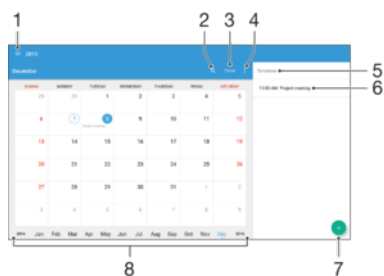 1
2
3
4
2015
Today
December
Tomorrow
5
SUNDAY MONDAY TUESDAY WEDNESDAY THURSDAY FRIDAY SATURDAY
11:00 AM Project meeting
6
29 30 1 2 3 4 5
6 7 8 9 10 11 12
Project meeting
13 14 15 16 17 18 19
20 21 22 23 24 25 26
27 28 29 30 31 1 2
3 4 5 6 7 8 9
2014 Jan Feb Mar Apr May Jun Jul Aug Sep Oct Nov Dec 2016
8
7